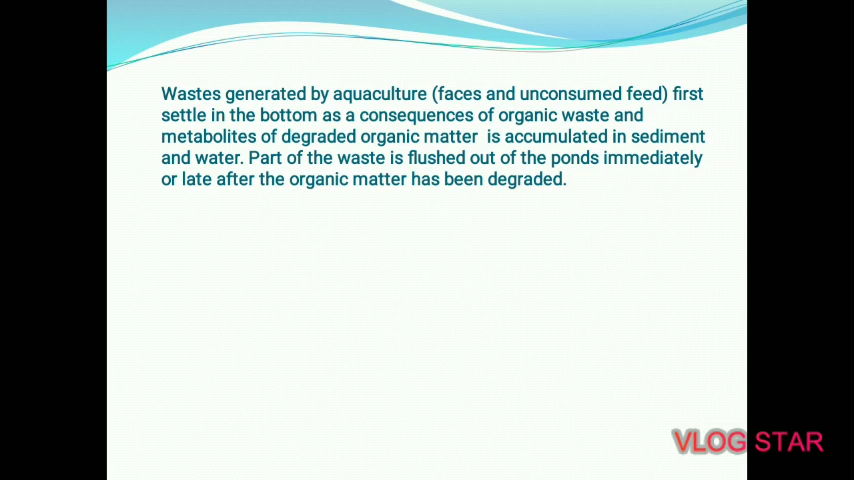 Wastes generated by aquaculture (faces and unconsumed feed) first
settle in the bottom as a consequences of organic waste and
metabolites of degraded organic matter is accumulated in sediment
and water. Part of the waste is flushed out of the ponds immediately
or late after the organic matter has been degraded.
VLOG STAR